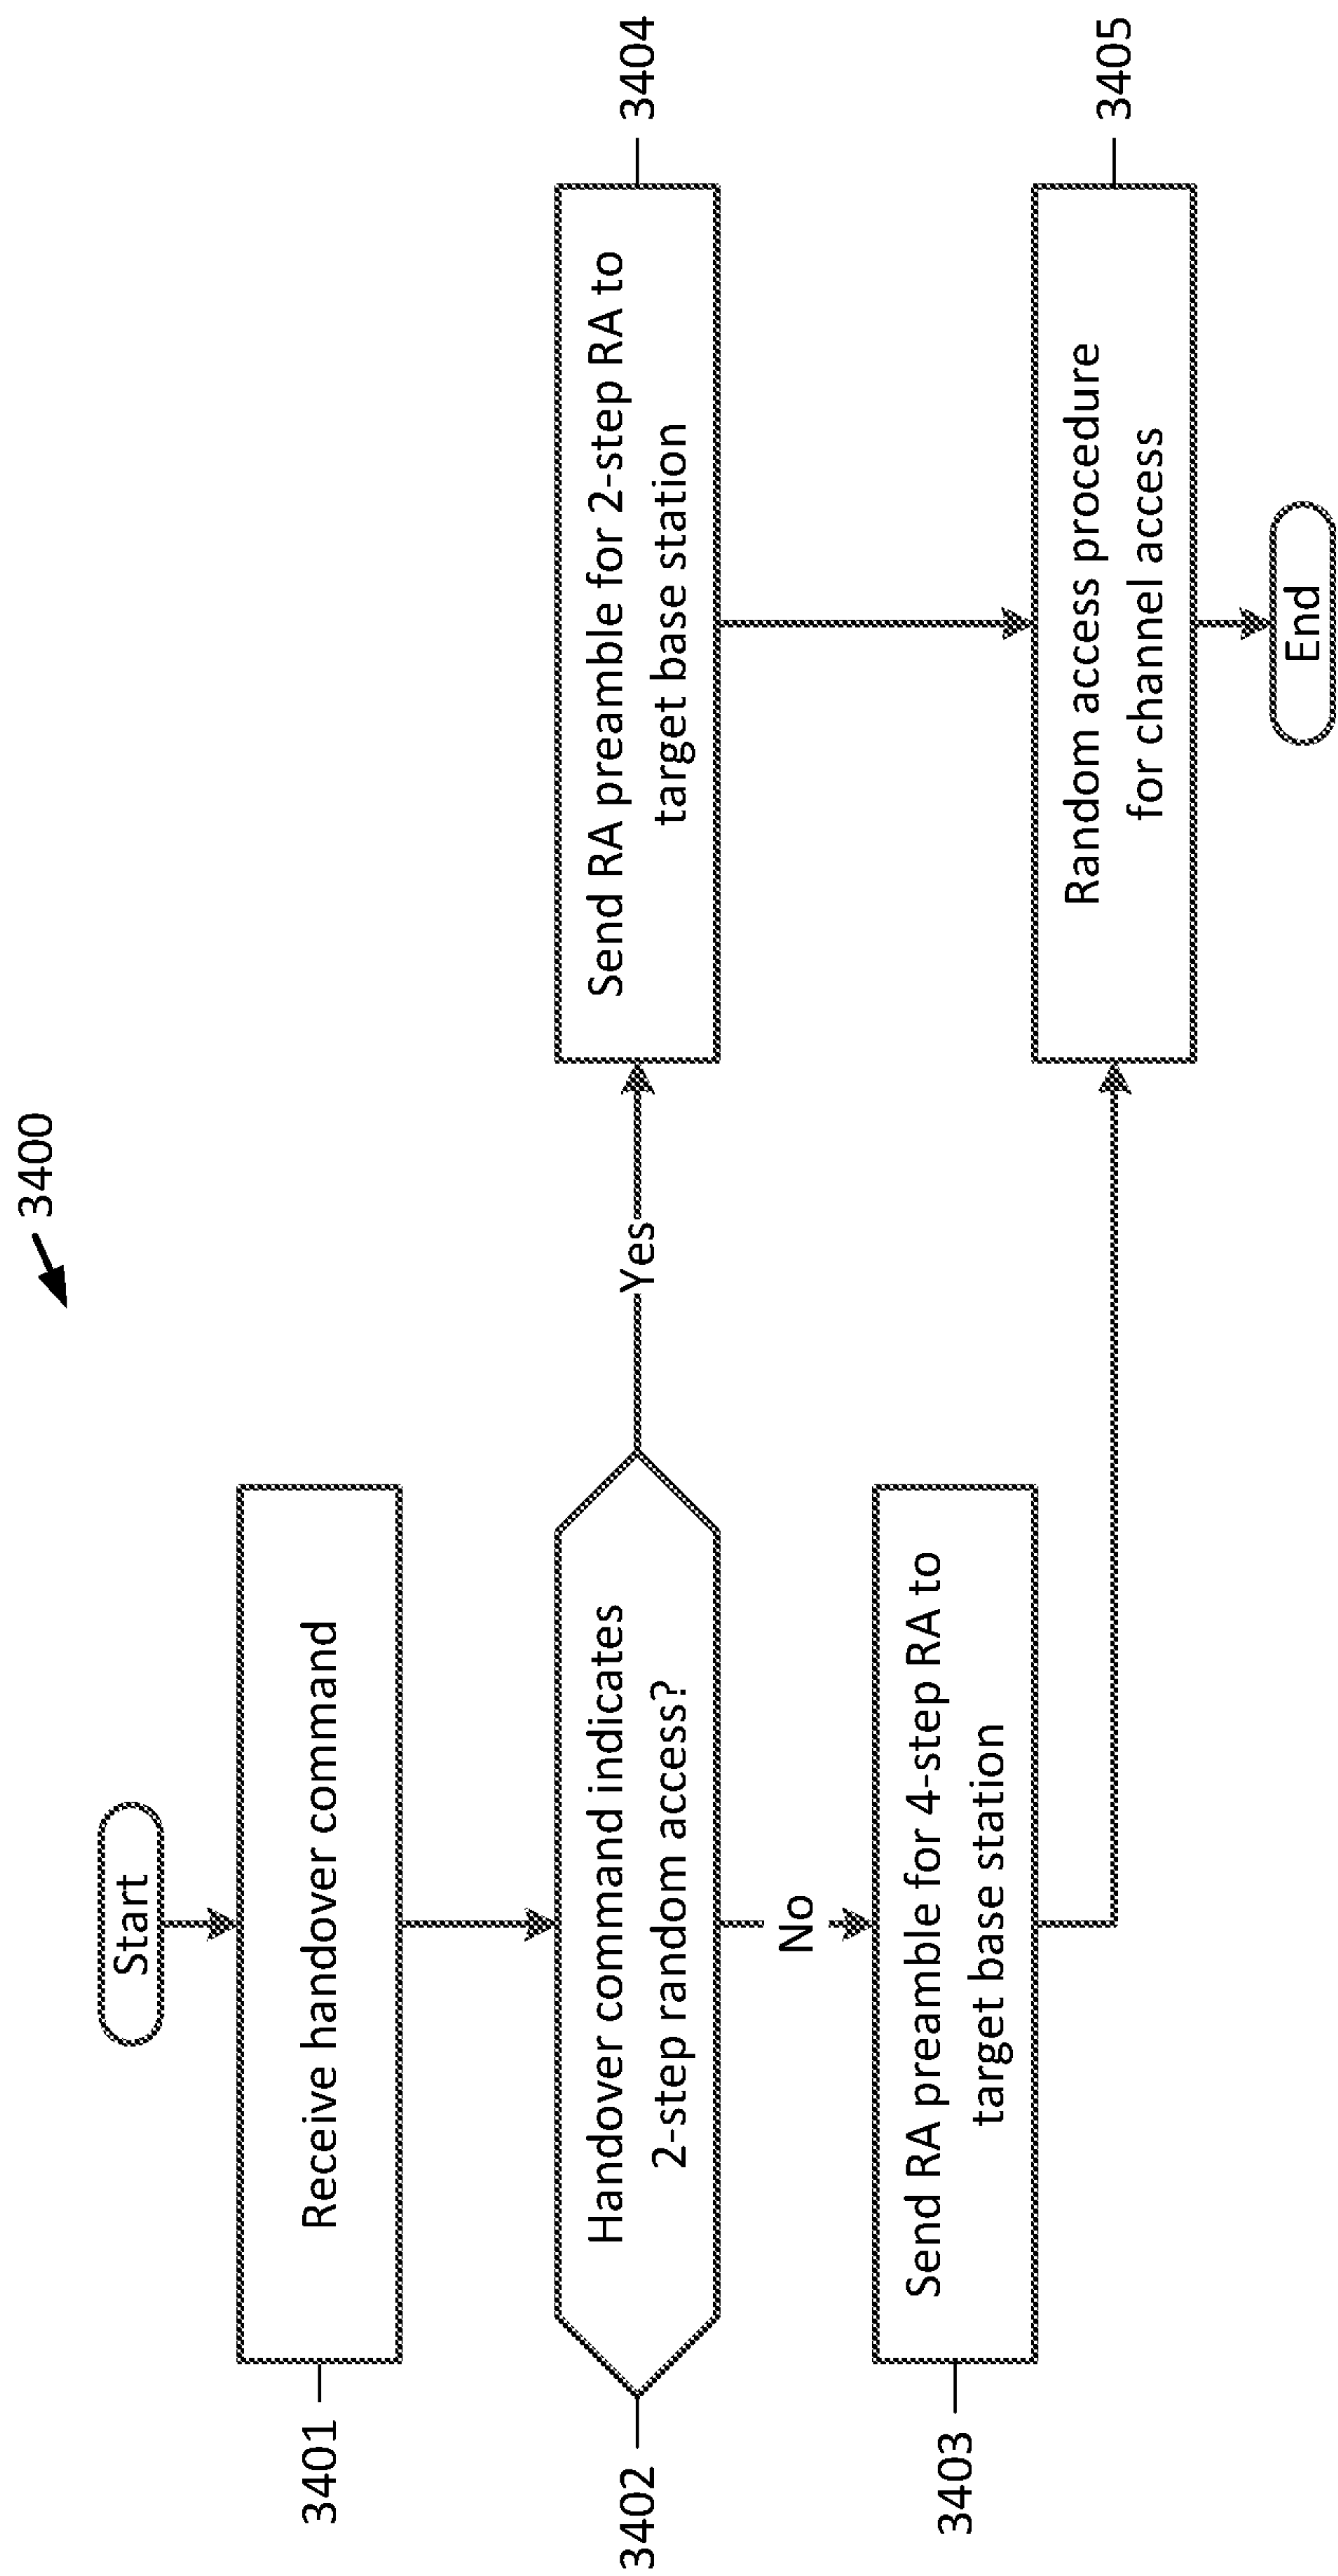 3400
Start
3401
Receive handover command
3402
Handover command indicates
2-step random access?
Yes
No
3403
Send RA preamble for 4-step RA to
target base station
Send RA preamble for 2-step RA to
target base station
3404
Random access procedure
for channel access
3405
End